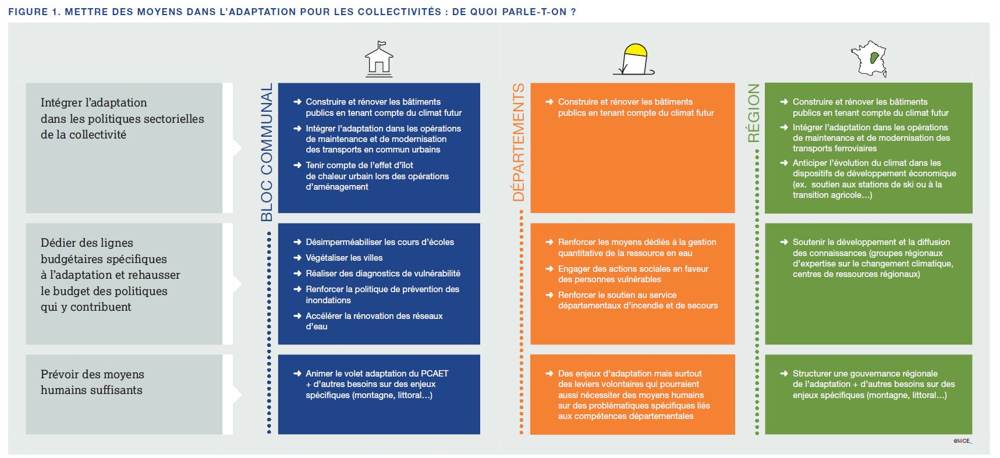 FIGURE 1. METTRE DES MOYENS DANS L'ADAPTATION POUR LES COLLECTIVITÉS : DE QUOI PARLE-T-ON ?
Intégrer l'adaptation
dans les politiques sectorielles
de la collectivité
BLOC COMMUNAL
➜ Construire et rénover les bâtiments
publics en tenant compte du climat futur
➜ Intégrer l'adaptation dans les opérations
de maintenance et de modernisation
des transports en commun urbains
➜ Tenir compte de l'effet d'îlot
de chaleur urbain lors des opérations
d'aménagement
DÉPARTEMENTS
➜ Construire et rénover les bâtiments
publics en tenant compte du climat futur
RÉGION
➜ Construire et rénover les bâtiments
publics en tenant compte du climat futur
➜ Intégrer l'adaptation dans les opérations
de maintenance et de modernisation des
transports ferroviaires
➜ Anticiper l'évolution du climat dans les
dispositifs de développement économique
(ex. soutien aux stations de ski ou à la
transition agricole…)
Dédier des lignes
budgétaires spécifiques
à l'adaptation et rehausser
le budget des politiques
qui y contribuent
➜ Désimperméabiliser les cours d'écoles
➜ Végétaliser les villes
➜ Réaliser des diagnostics de vulnérabilité
➜ Renforcer la politique de prévention des
inondations
➜ Accélérer la rénovation des réseaux
d'eau
➜ Renforcer les moyens dédiés à la gestion
quantitative de la ressource en eau
➜ Engager des actions sociales en faveur
des personnes vulnérables
➜ Renforcer le soutien au service
départementaux d'incendie et de secours
➜ Soutenir le développement et la diffusion
des connaissances (groupes régionaux
d'expertise sur le changement climatique,
centres de ressources régionaux)
Prévoir des moyens
humains suffisants
➜ Animer le volet adaptation du PCAET
+ d'autres besoins sur des enjeux
spécifiques (montagne, littoral…)
➜ Des enjeux d'adaptation mais surtout
des leviers volontaires qui pourraient
aussi nécessiter des moyens humains
sur des problématiques spécifiques liés
aux compétences départementales
➜ Structurer une gouvernance régionale
de l'adaptation + d'autres besoins sur des
enjeux spécifiques (montagne, littoral…)
@I4CE_